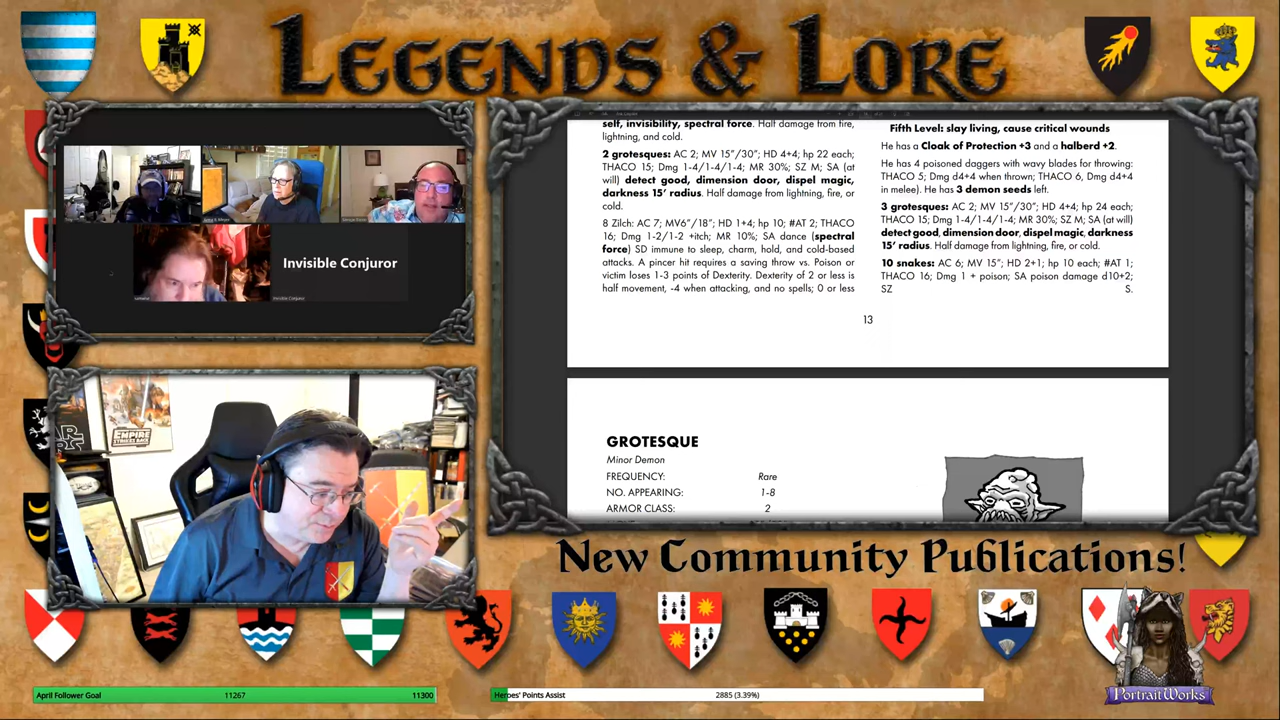 LEGENDS & LORE
Invisible Conjuror
Invisible Conjuror
EMPIRE
STRIKES
BACK
self, invisibility, spectral force. Half damage from fire,
lightning, and cold.
2 grotesques: AC 2; MV 15”/30”; HD 4+4; hp 22 each;
THACO 15; Dmg 1-4/1-4/1-4; MR 30%; SZ M; SA (at
will) detect good, dimension door, dispel magic,
darkness 15’ radius. Half damage from lightning, fire, or
cold.
8 Zilch: AC 7; MV6”/18”; HD 1+4; hp 10; #AT 2; THACO
16; Dmg 1-2/1-2 +itch; MR 10%; SA dance (spectral
force) SD immune to sleep, charm, hold, and cold-based
attacks. A pincer hit requires a saving throw vs. Poison or
victim loses 1-3 points of Dexterity. Dexterity of 2 or less is
half movement, -4 when attacking, and no spells; 0 or less
Fifth Level: slay living, cause critical wounds
He has a Cloak of Protection +3 and a halberd +2.
He has 4 poisoned daggers with wavy blades for throwing:
THACO 5; Dmg d4+4 when thrown; THACO 6, Dmg d4+4
in melee). He has 3 demon seeds left.
3 grotesques: AC 2; MV 15”/30”; HD 4+4; hp 24 each;
THACO 15; Dmg 1-4/1-4/1-4; MR 30%; SZ M; SA (at will)
detect good, dimension door, dispel magic, darkness
15’ radius. Half damage from lightning, fire, or cold.
10 snakes: AC 6; MV 15”; HD 2+1; hp 10 each; #AT 1;
THACO 16; Dmg 1 + poison; SA poison damage d10+2;
SZ S.
13
GROTESQUE
Minor Demon
FREQUENCY: Rare
NO. APPEARING: 1-8
ARMOR CLASS: 2
New Community Publications!
PortraitWorks
April Follower Goal 11267 11300
Heroes' Points Assist 2885 (3.39%)